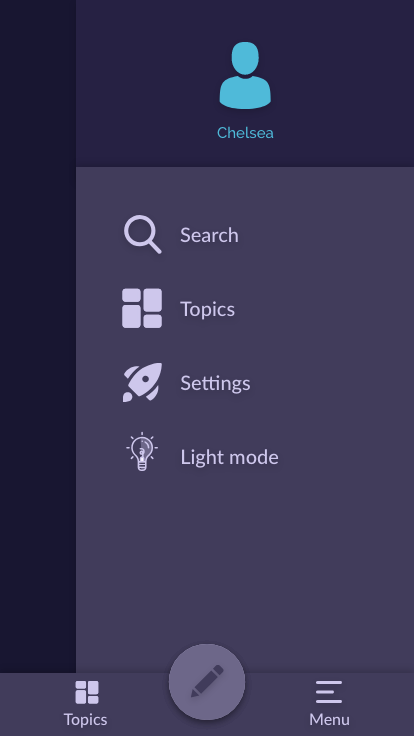 Chelsea
Search
Topics
Settings
Light mode
Topics
Menu